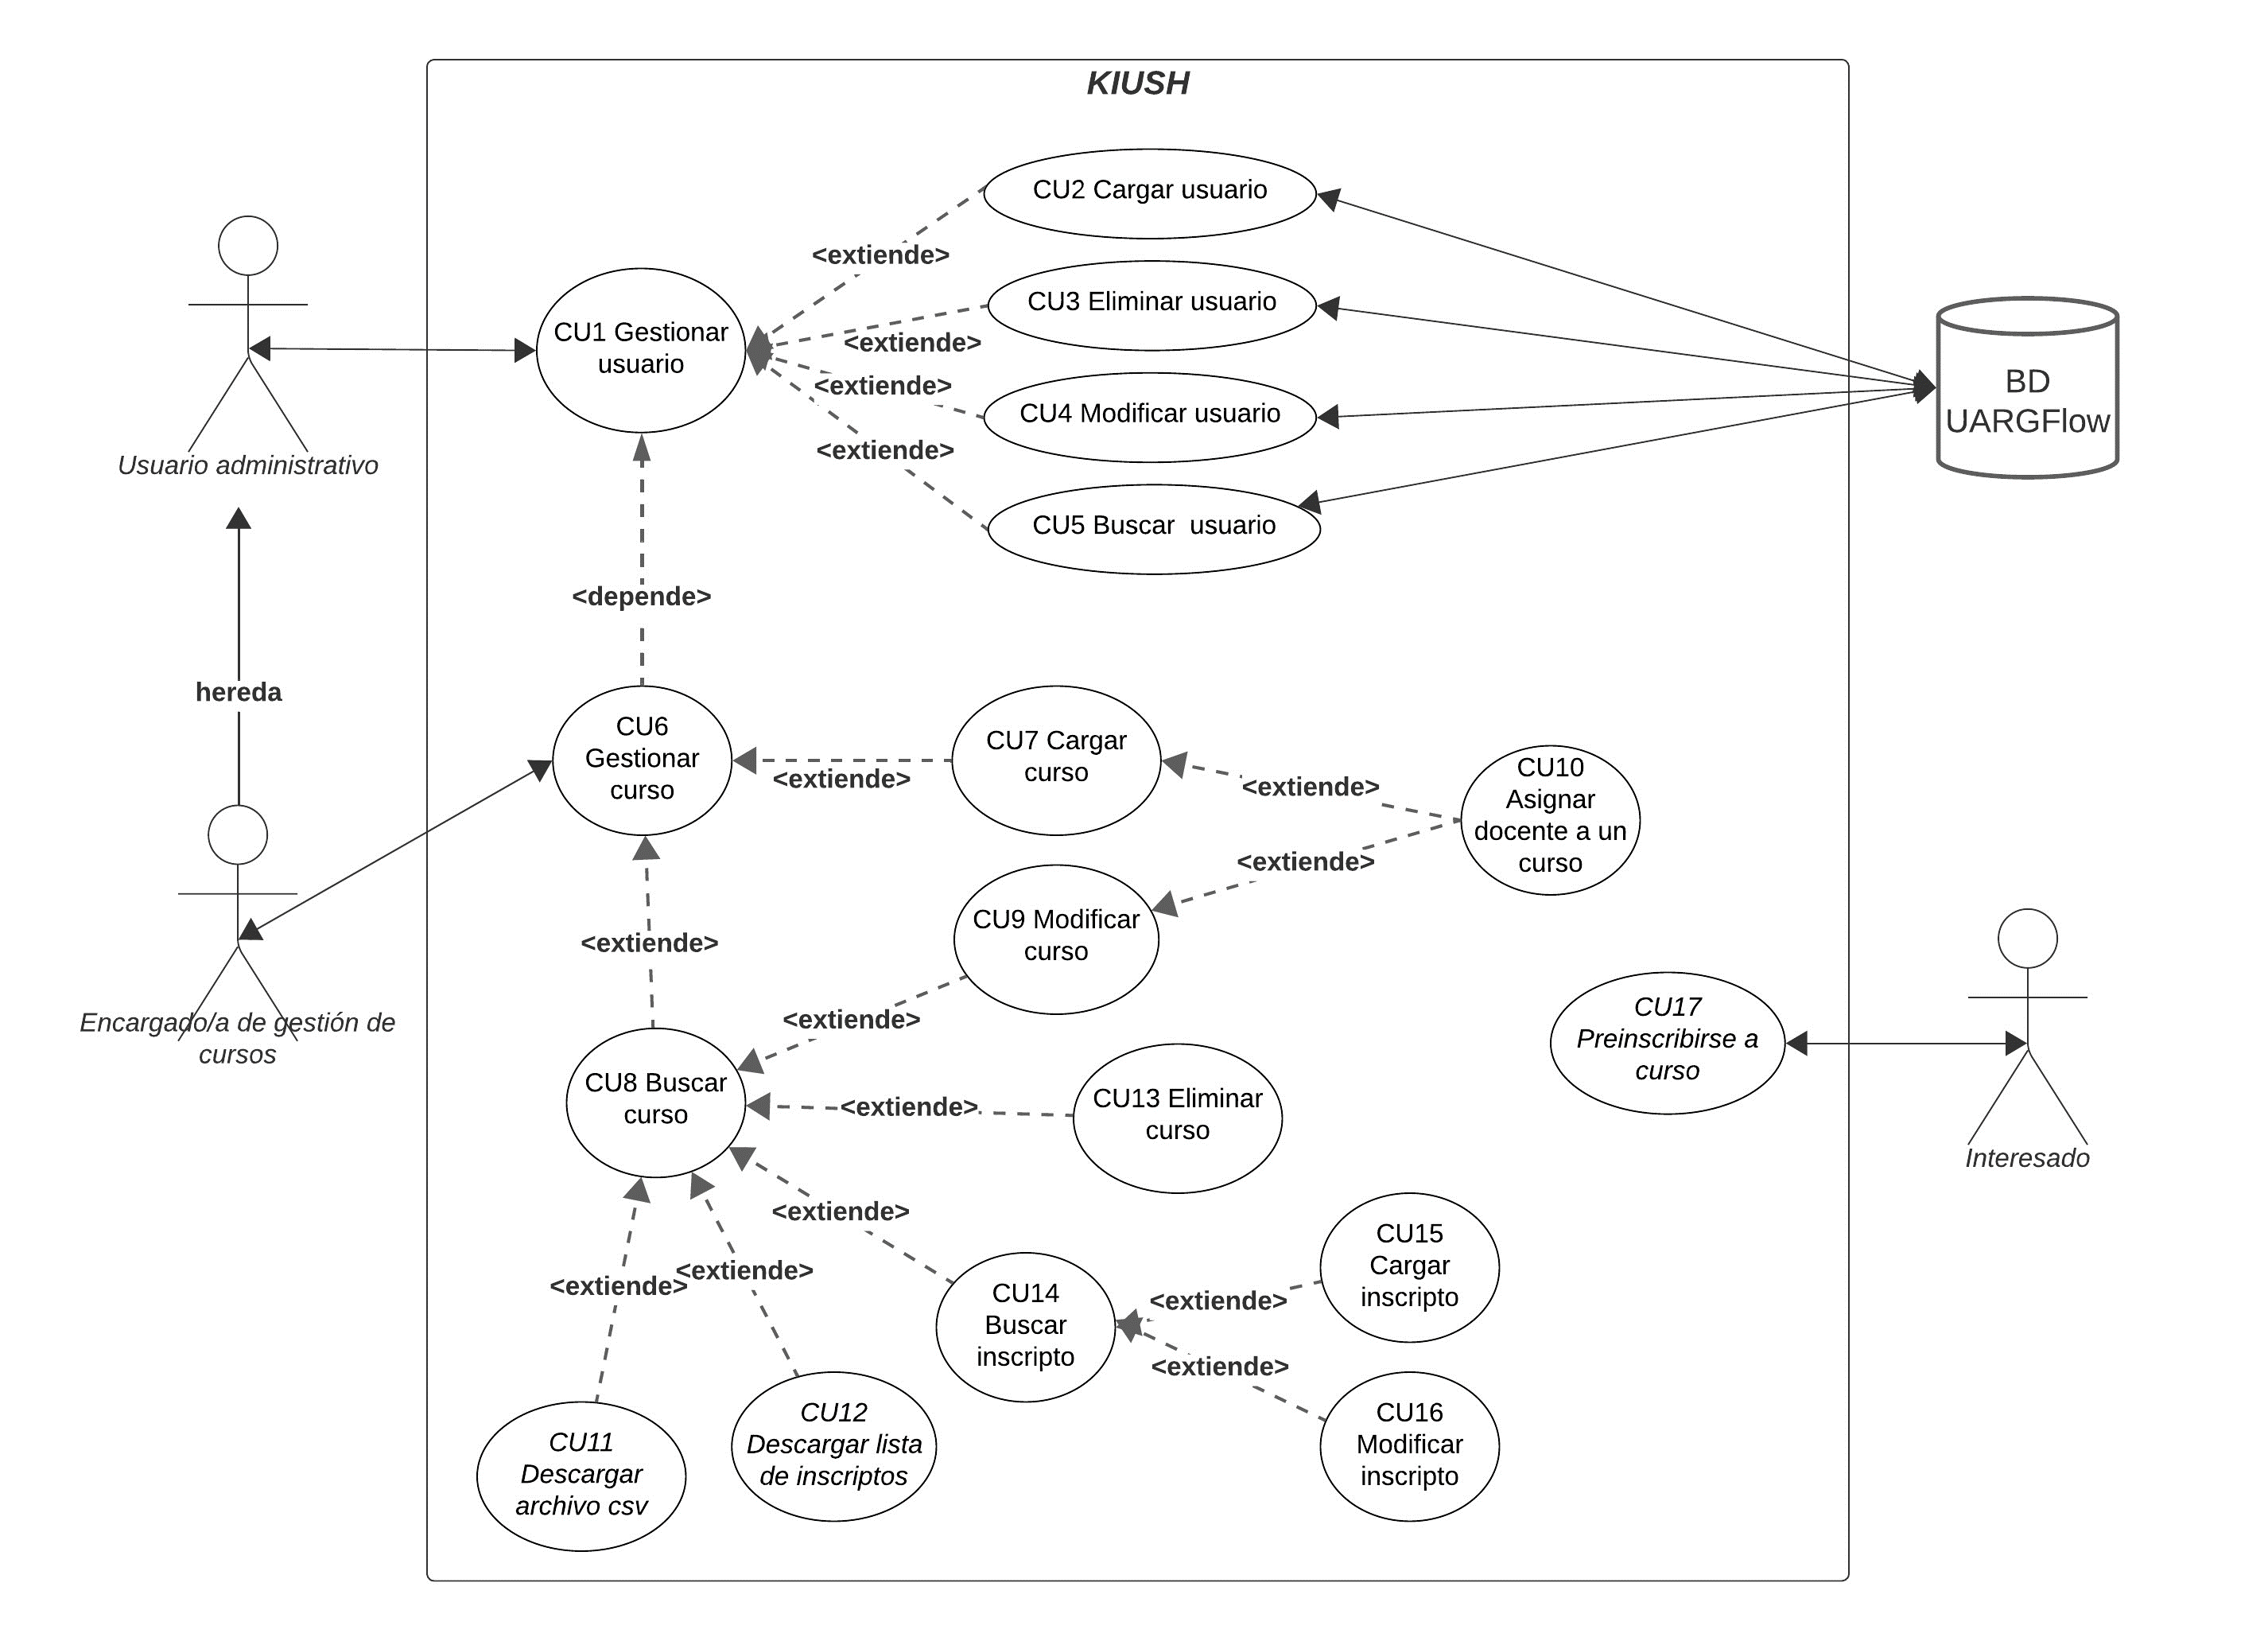 KIUSH
CU2 Cargar usuario
<extiende>
CU3 Eliminar usuario
CU1 Gestionar
usuario
<extiende>
<extiende>
CU4 Modificar usuario
<extiende>
CU5 Buscar  usuario
BD
UARGFlow
Usuario administrativo
<depende>
hereda
CU6
Gestionar
curso
<extiende>
CU7 Cargar
curso
<extiende>
CU10
Asignar
docente a un
curso
<extiende>
CU9 Modificar
curso
<extiende>
<extiende>
Encargado/a de gestión de
cursos
CU8 Buscar
curso
<extiende>
CU13 Eliminar
curso
CU17
Preinscribirse a
curso
Interesado
<extiende>
<extiende>
<extiende>
CU14
Buscar
inscripto
<extiende>
CU15
Cargar
inscripto
<extiende>
CU16
Modificar
inscripto
CU11
Descargar
archivo csv
CU12
Descargar lista
de inscriptos